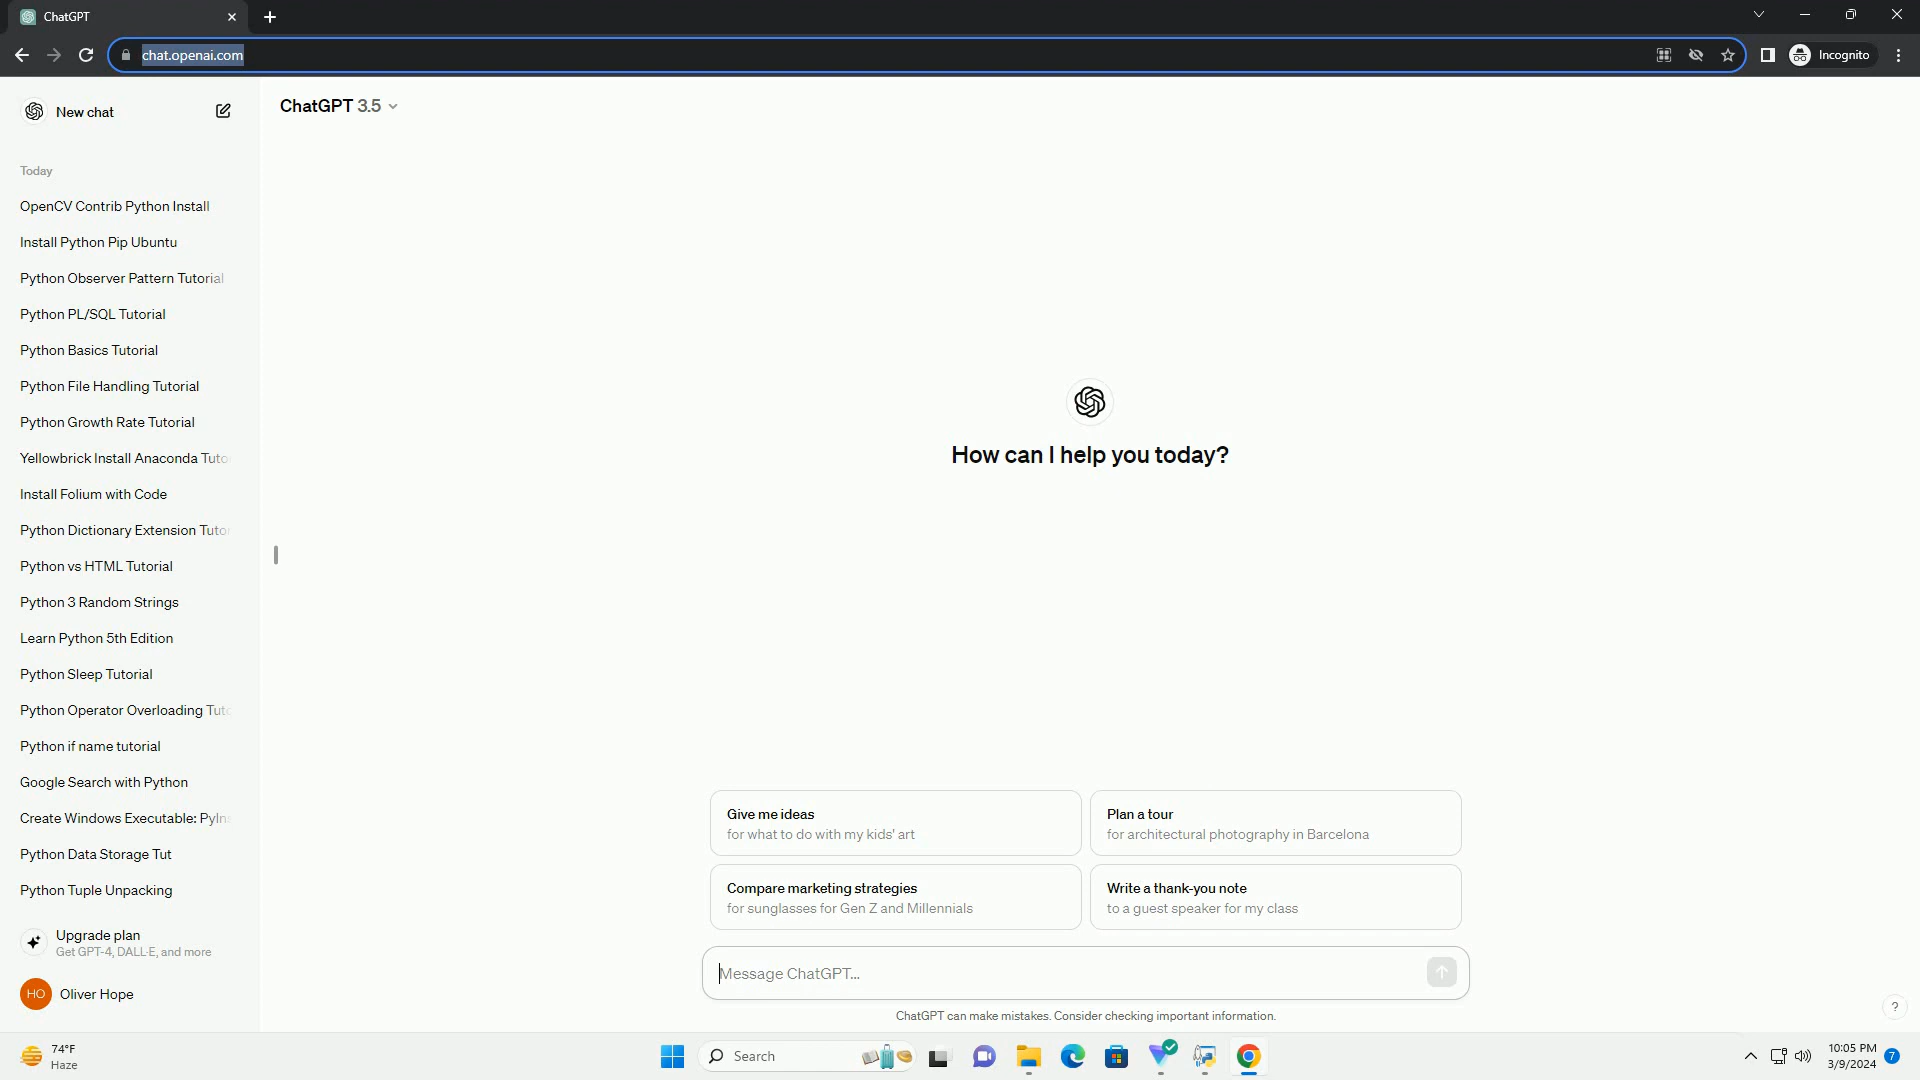 ChatGPT
chat.openai.com
Incognito
New chat
ChatGPT 3.5
Today
OpenCV Contrib Python Install
Install Python Pip Ubuntu
Python Observer Pattern Tutorial
Python PL/SQL Tutorial
Python Basics Tutorial
Python File Handling Tutorial
Python Growth Rate Tutorial
Yellowbrick Install Anaconda Tuto
Install Folium with Code
Python Dictionary Extension Tutor
Python vs HTML Tutorial
Python 3 Random Strings
Learn Python 5th Edition
Python Sleep Tutorial
Python Operator Overloading Tuto
Python if name tutorial
Google Search with Python
Create Windows Executable: PyIns
Python Data Storage Tut
Python Tuple Unpacking
Upgrade plan
Get GPT-4, DALL·E, and more
HO
Oliver Hope
How can I help you today?
Give me ideas
for what to do with my kids' art
Plan a tour
for architectural photography in Barcelona
Compare marketing strategies
for sunglasses for Gen Z and Millennials
Write a thank-you note
to a guest speaker for my class
Message ChatGPT...
ChatGPT can make mistakes. Consider checking important information.
?
74°F
Haze
Search
10:05 PM
3/9/2024
7